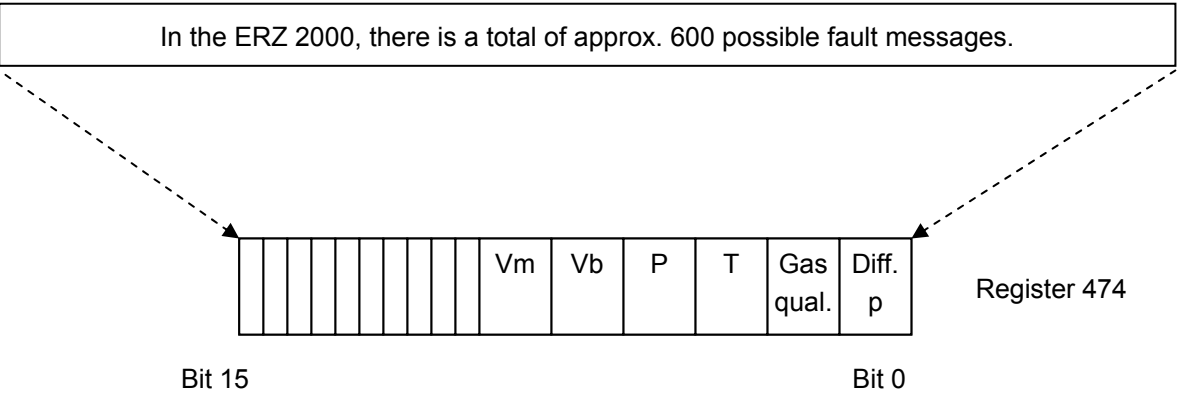 In the ERZ 2000, there is a total of approx. 600 possible fault messages.
Vm Vb P T Gas qual. Diff. p
Register 474
Bit 15 Bit 0